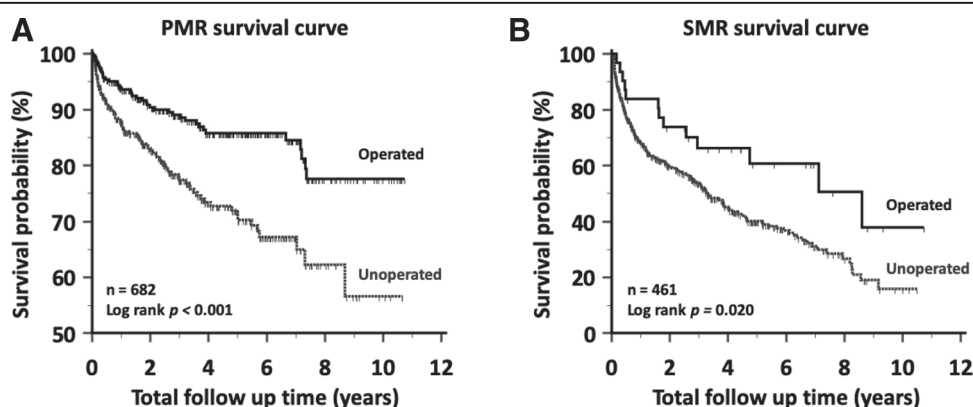 A
PMR survival curve
Survival probability (%)
100
90
80
70
60
50
Operated
Unoperated
n = 682
Log rank p < 0.001
0 2 4 6 8 10 12
Total follow up time (years)
B
SMR survival curve
Survival probability (%)
100
80
60
40
20
0
Operated
Unoperated
n = 461
Log rank p = 0.020
0 2 4 6 8 10 12
Total follow up time (years)